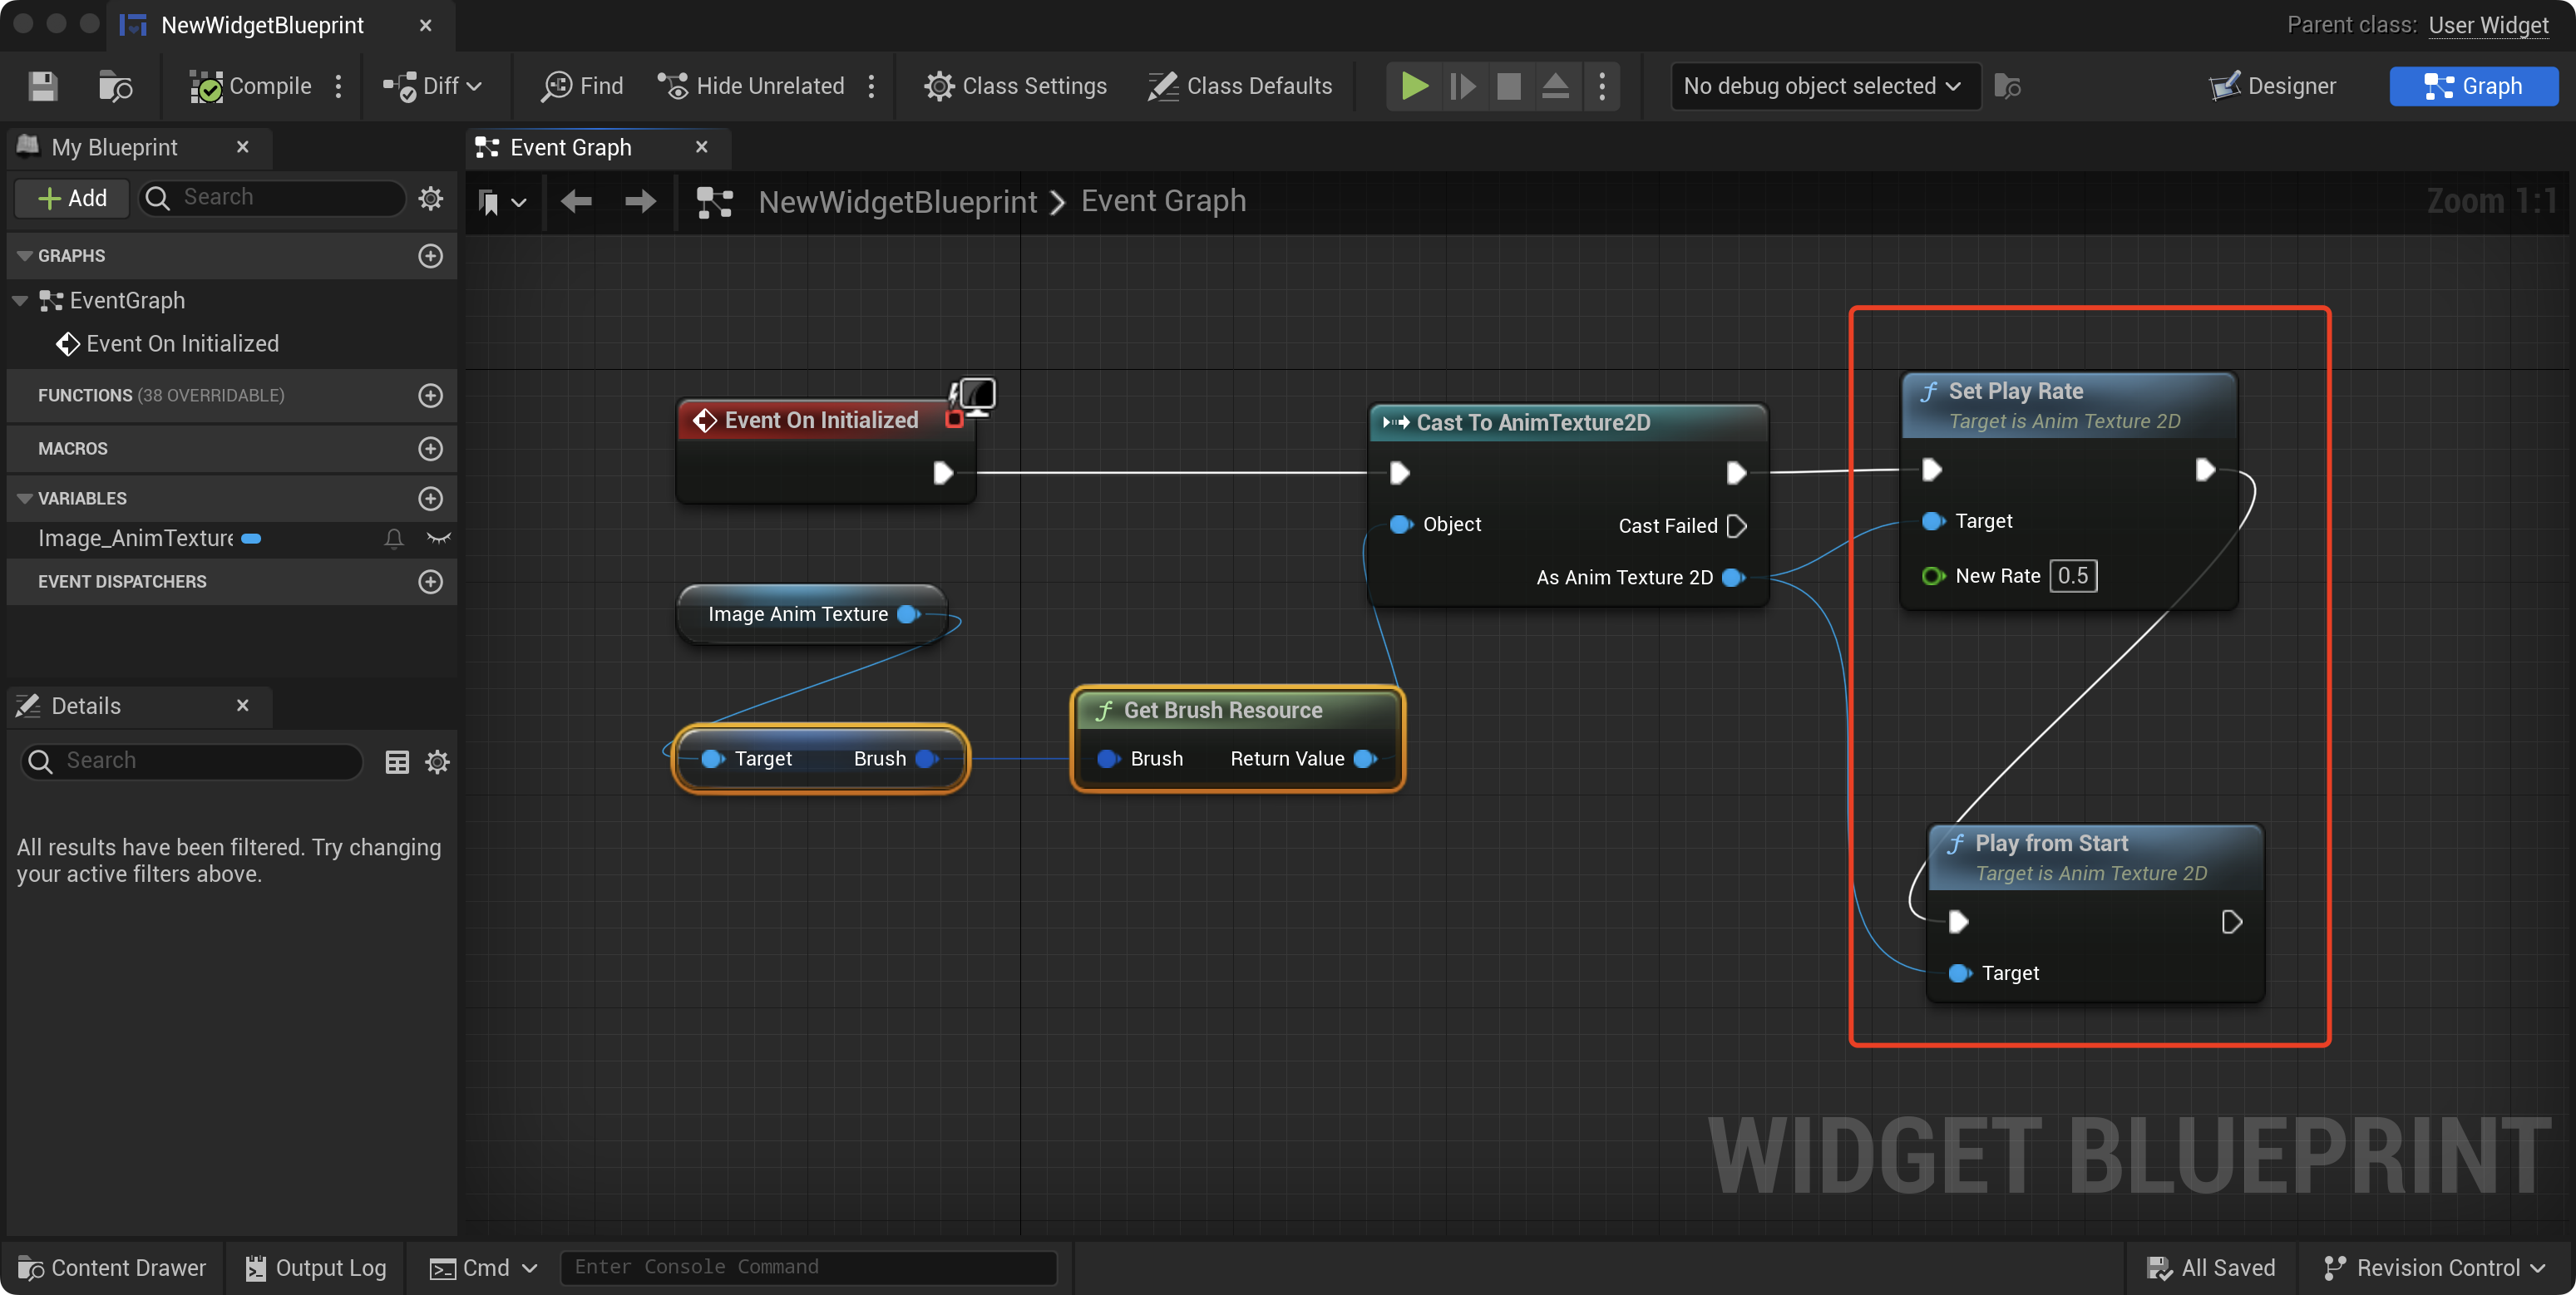 NewWidgetBlueprint
Parent class: User Widget
Compile
Diff
Find
Hide Unrelated
Class Settings
Class Defaults
No debug object selected
Designer
Graph
My Blueprint
Add
Search
GRAPHS
EventGraph
Event On Initialized
FUNCTIONS (38 OVERRIDABLE)
MACROS
VARIABLES
Image_AnimTexture
EVENT DISPATCHERS
Details
Search
All results have been filtered. Try changing
your active filters above.
Event Graph
NewWidgetBlueprint > Event Graph
Zoom 1:1
Event On Initialized
Image Anim Texture
Target Brush
Get Brush Resource
Brush Return Value
Cast To AnimTexture2D
Object
Cast Failed
As Anim Texture 2D
Set Play Rate
Target is Anim Texture 2D
Target
New Rate 0.5
Play from Start
Target is Anim Texture 2D
Target
WIDGET BLUEPRINT
Content Drawer
Output Log
Cmd
Enter Console Command
All Saved
Revision Control